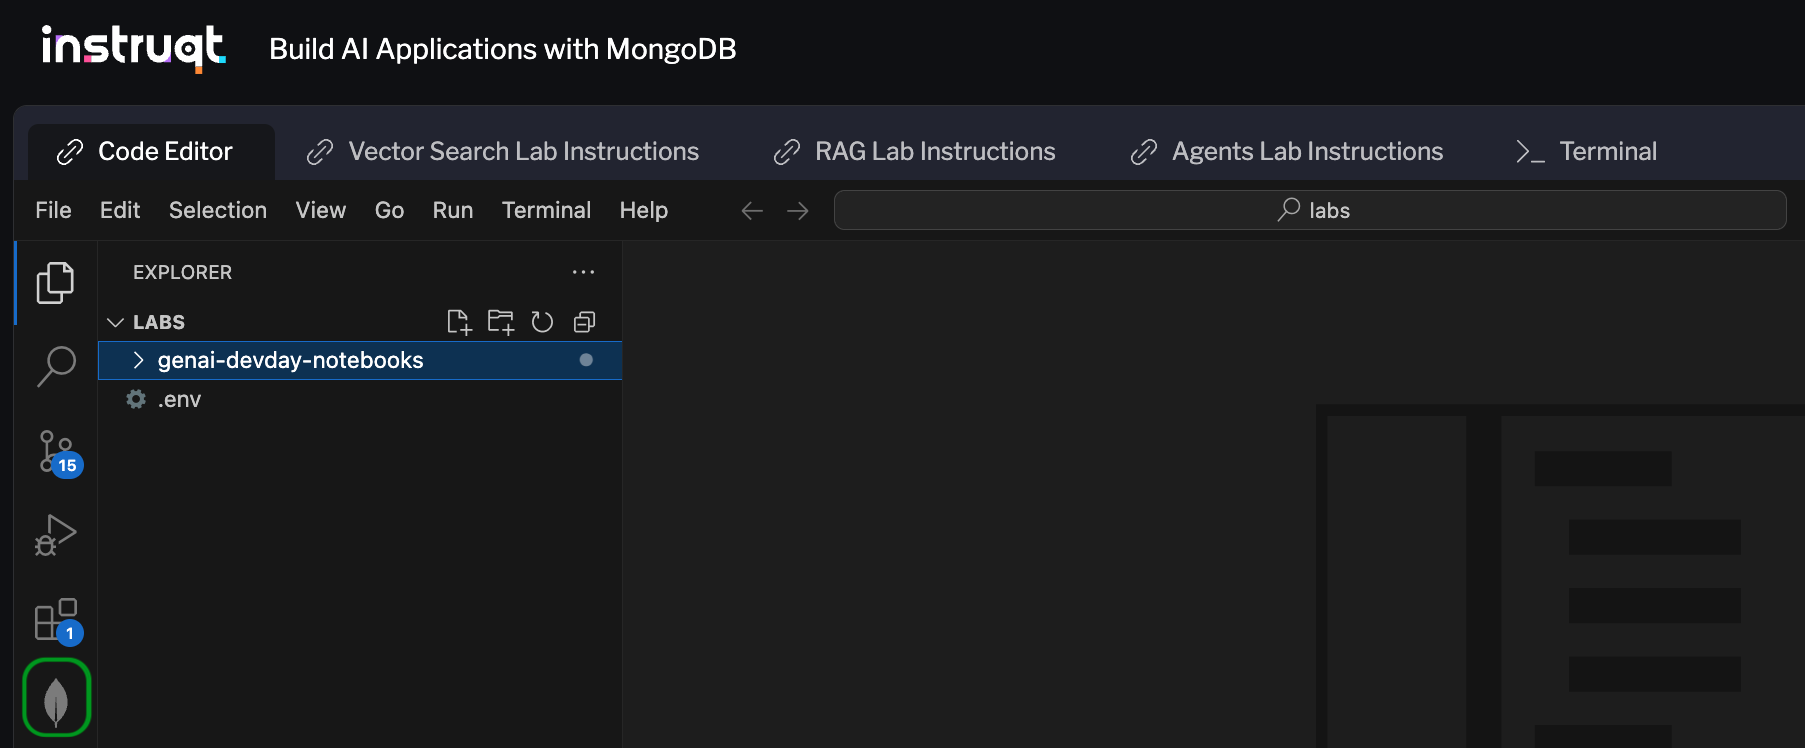 instruqt
Build AI Applications with MongoDB
Code Editor
Vector Search Lab Instructions
RAG Lab Instructions
Agents Lab Instructions
Terminal
File
Edit
Selection
View
Go
Run
Terminal
Help
labs
EXPLORER
LABS
genai-devday-notebooks
.env
15
1